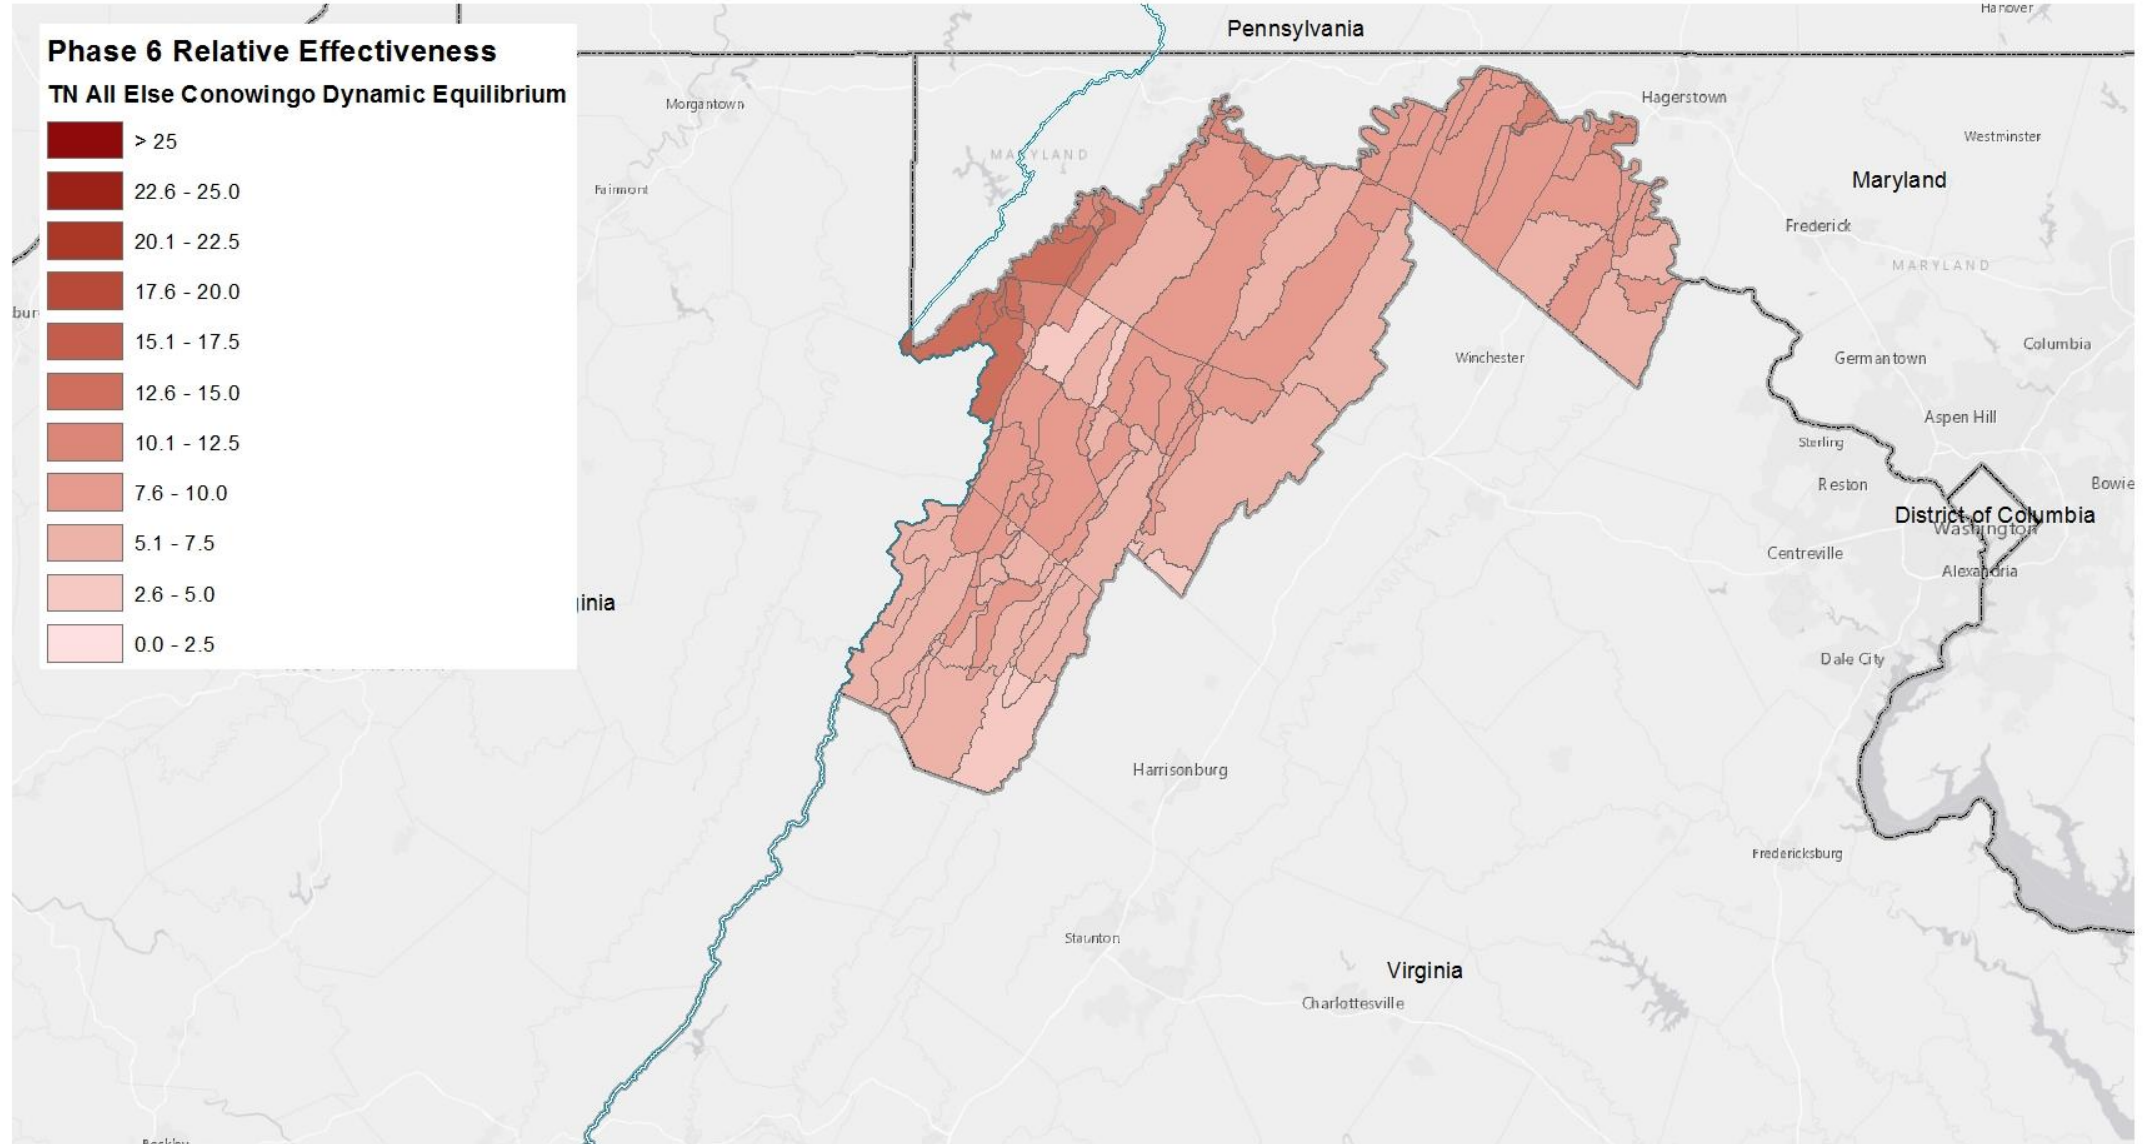 Phase 6 Relative Effectiveness
TN All Else Conowingo Dynamic Equilibrium
> 25
22.6 - 25.0
20.1 - 22.5
17.6 - 20.0
15.1 - 17.5
12.6 - 15.0
10.1 - 12.5
7.6 - 10.0
5.1 - 7.5
2.6 - 5.0
0.0 - 2.5
Hanover
Pennsylvania
Morgantown
Hagerstown
Westminster
MARYLAND
Fairmont
Maryland
Frederick
MARYLAND
bur
Winchester
Germantown
Columbia
Aspen Hill
Sterling
Reston
Bowie
District of Columbia
Washington
Centreville
Alexandria
inia
Dale City
Harrisonburg
Fredericksburg
Staunton
Virginia
Charlottesville